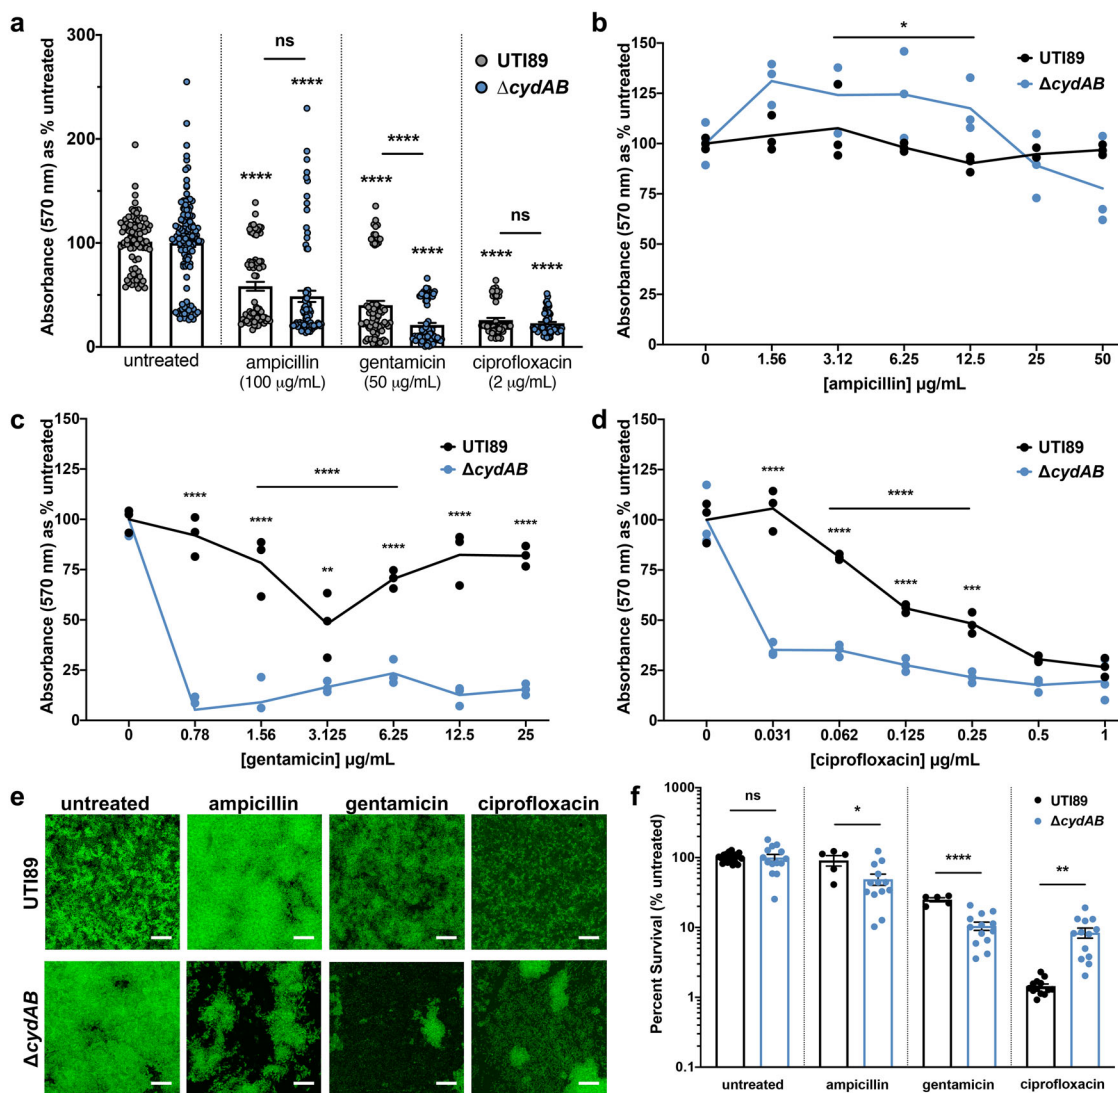 a
Absorbance (570 nm) as % untreated
300
200
100
0
ns
****
****
****
****
****
ns
****
****
UTI89
ΔcydAB
untreated
ampicillin
(100 µg/mL)
gentamicin
(50 µg/mL)
ciprofloxacin
(2 µg/mL)
b
Absorbance (570 nm) as % untreated
150
125
100
75
50
25
0
*
UTI89
ΔcydAB
0 1.56 3.12 6.25 12.5 25 50
[ampicillin] µg/mL
c
Absorbance (570 nm) as % untreated
150
125
100
75
50
25
0
UTI89
ΔcydAB
****
****
****
**
****
****
****
0 0.78 1.56 3.125 6.25 12.5 25
[gentamicin] µg/mL
d
Absorbance (570 nm) as % untreated
150
125
100
75
50
25
0
UTI89
ΔcydAB
****
****
****
****
***
0 0.031 0.062 0.125 0.25 0.5 1
[ciprofloxacin] µg/mL
e
untreated ampicillin gentamicin ciprofloxacin
UTI89
ΔcydAB
f
Percent Survival (% untreated)
1000
100
10
1
0.1
ns
*
****
**
UTI89
ΔcydAB
untreated ampicillin gentamicin ciprofloxacin